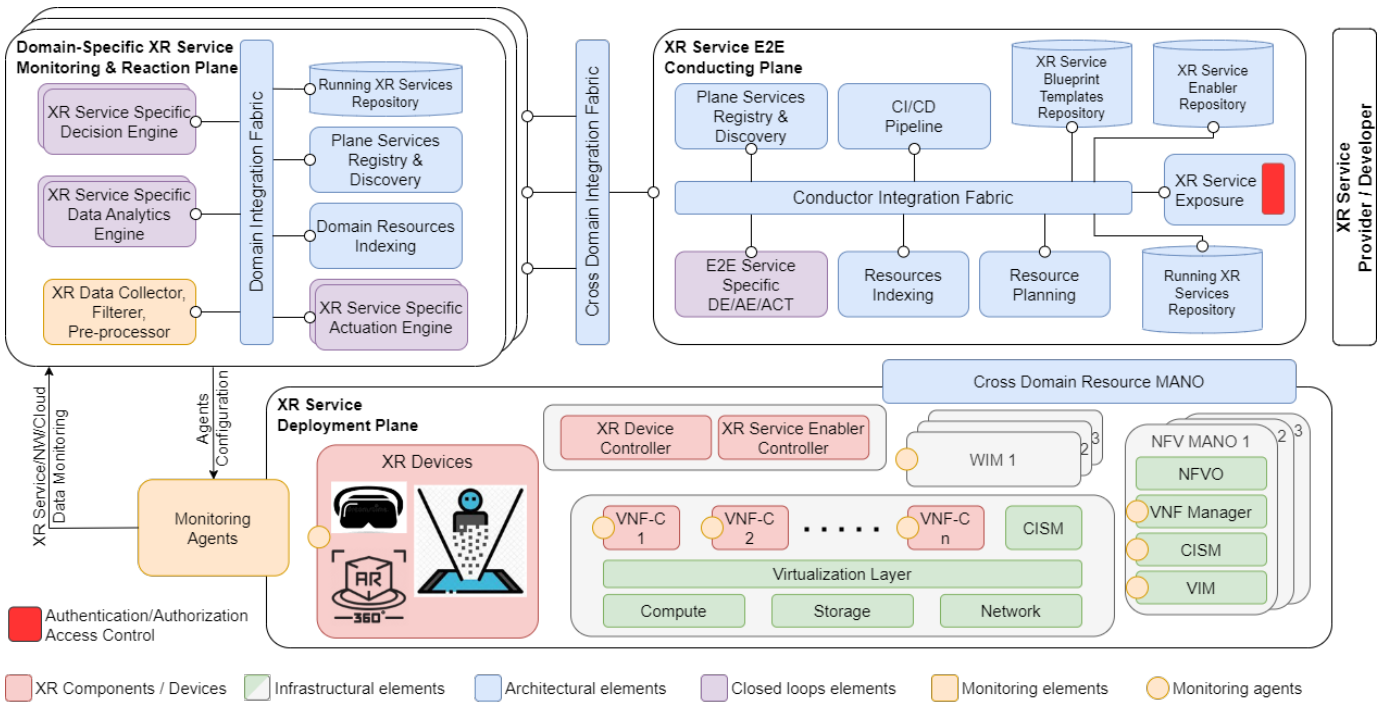 Domain-Specific XR Service
Monitoring & Reaction Plane
XR Service Specific
Decision Engine
XR Service Specific
Data Analytics
Engine
XR Data Collector,
Filterer,
Pre-processor
Domain Integration Fabric
Running XR Services
Repository
Plane Services
Registry &
Discovery
Domain Resources
Indexing
XR Service Specific
Actuation Engine
Cross Domain Integration Fabric
XR Service E2E
Conducting Plane
Plane Services
Registry &
Discovery
CI/CD
Pipeline
XR Service
Blueprint
Templates
Repository
XR Service
Enabler
Repository
Conductor Integration Fabric
XR Service
Exposure
E2E Service
Specific
DE/AE/ACT
Resources
Indexing
Resource
Planning
Running XR
Services
Repository
XR Service
Provider / Developer
XR Service/NW/Cloud
Data Monitoring
Agents
Configuration
Monitoring
Agents
XR Service
Deployment Plane
Cross Domain Resource MANO
XR Devices
AR
360°
XR Device
Controller
XR Service Enabler
Controller
WIM 1
2
3
NFV MANO 1
2
3
NFVO
VNF Manager
CISM
VIM
VNF-C
1
VNF-C
2
VNF-C
n
CISM
Virtualization Layer
Compute
Storage
Network
Authentication/Authorization
Access Control
XR Components / Devices
Infrastructural elements
Architectural elements
Closed loops elements
Monitoring elements
Monitoring agents